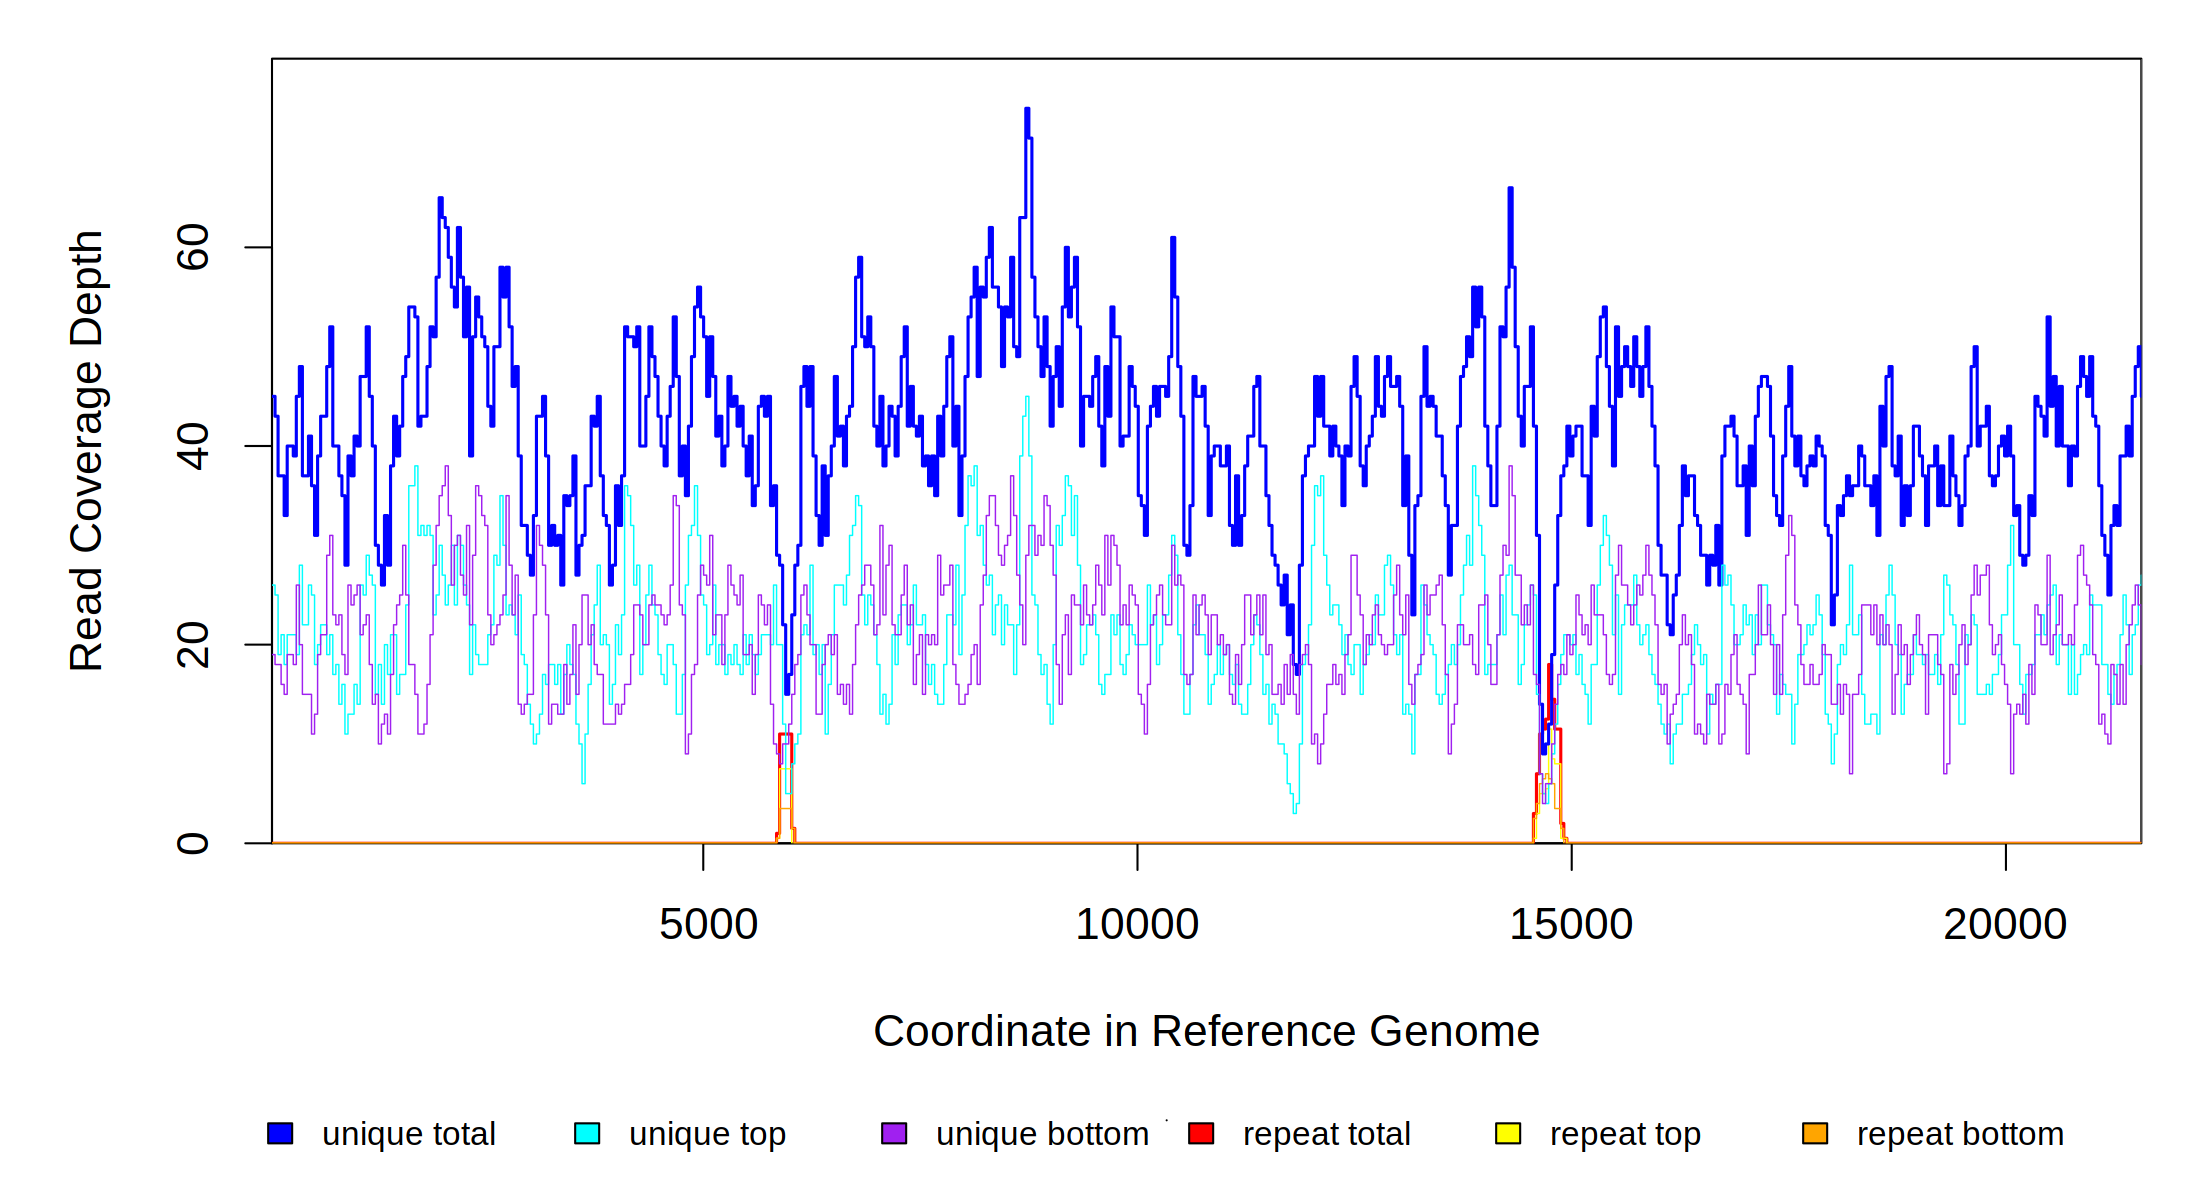 Read Coverage Depth
60
40
20
0
5000 10000 15000 20000
Coordinate in Reference Genome
unique total unique top unique bottom repeat total repeat top repeat bottom